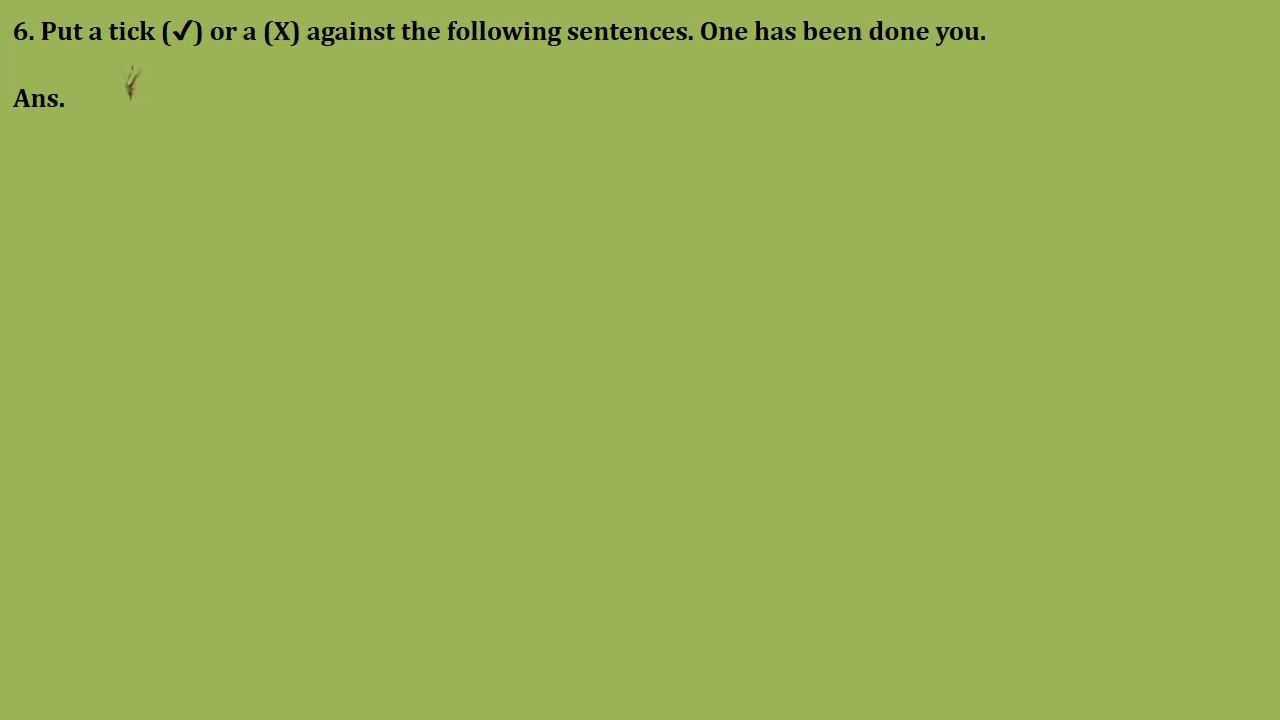 6. Put a tick (✓) or a (X) against the following sentences. One has been done you.
Ans.